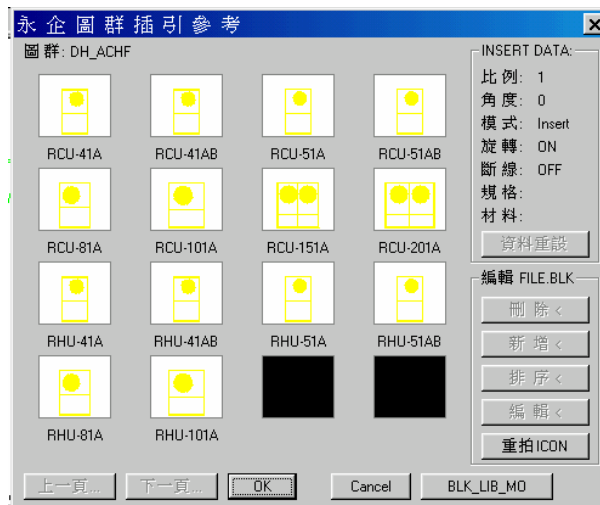 永企圖群插引參考
圖群: DH_ACHF
RCU-41A RCU-41AB RCU-51A RCU-51AB
RCU-81A RCU-101A RCU-151A RCU-201A
RHU-41A RHU-41AB RHU-51A RHU-51AB
RHU-81A RHU-101A
INSERT DATA:
比例: 1
角度: 0
模式: Insert
旋轉: ON
斷線: OFF
規格:
材料:
資料重設
編輯 FILE.BLK
刪除<
新增<
排序<
編輯<
重拍ICON
上一頁... 下一頁... OK Cancel BLK_LIB_MO